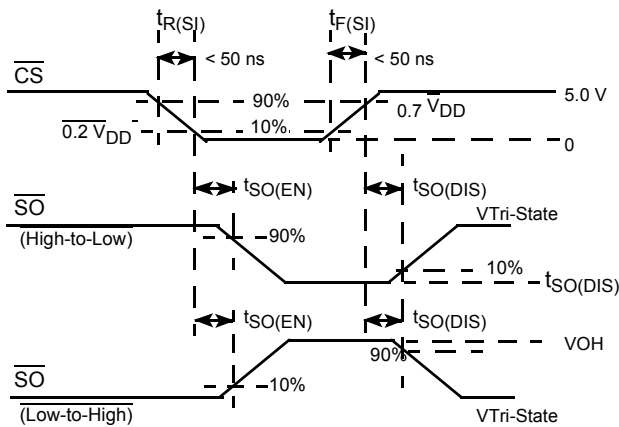 tR(SI)
tF(SI)
< 50 ns
< 50 ns
CS
90%
0.7 VDD
5.0 V
0.2 VDD
10%
0
tSO(EN)
tSO(DIS)
SO
VTri-State
(High-to-Low)
90%
10%
tSO(DIS)
tSO(EN)
tSO(DIS)
VOH
90%
SO
10%
(Low-to-High)
VTri-State